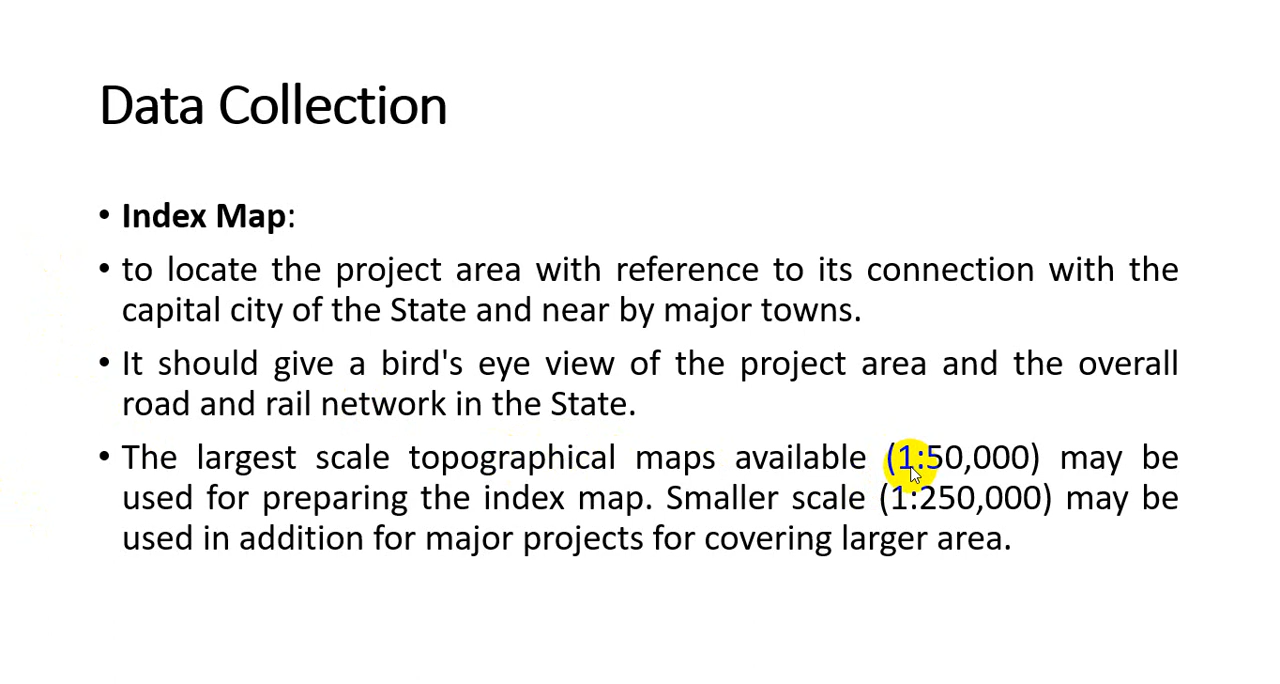 Data Collection
• Index Map:
• to locate the project area with reference to its connection with the
capital city of the State and near by major towns.
• It should give a bird's eye view of the project area and the overall
road and rail network in the State.
• The largest scale topographical maps available (1:50,000) may be
used for preparing the index map. Smaller scale (1:250,000) may be
used in addition for major projects for covering larger area.